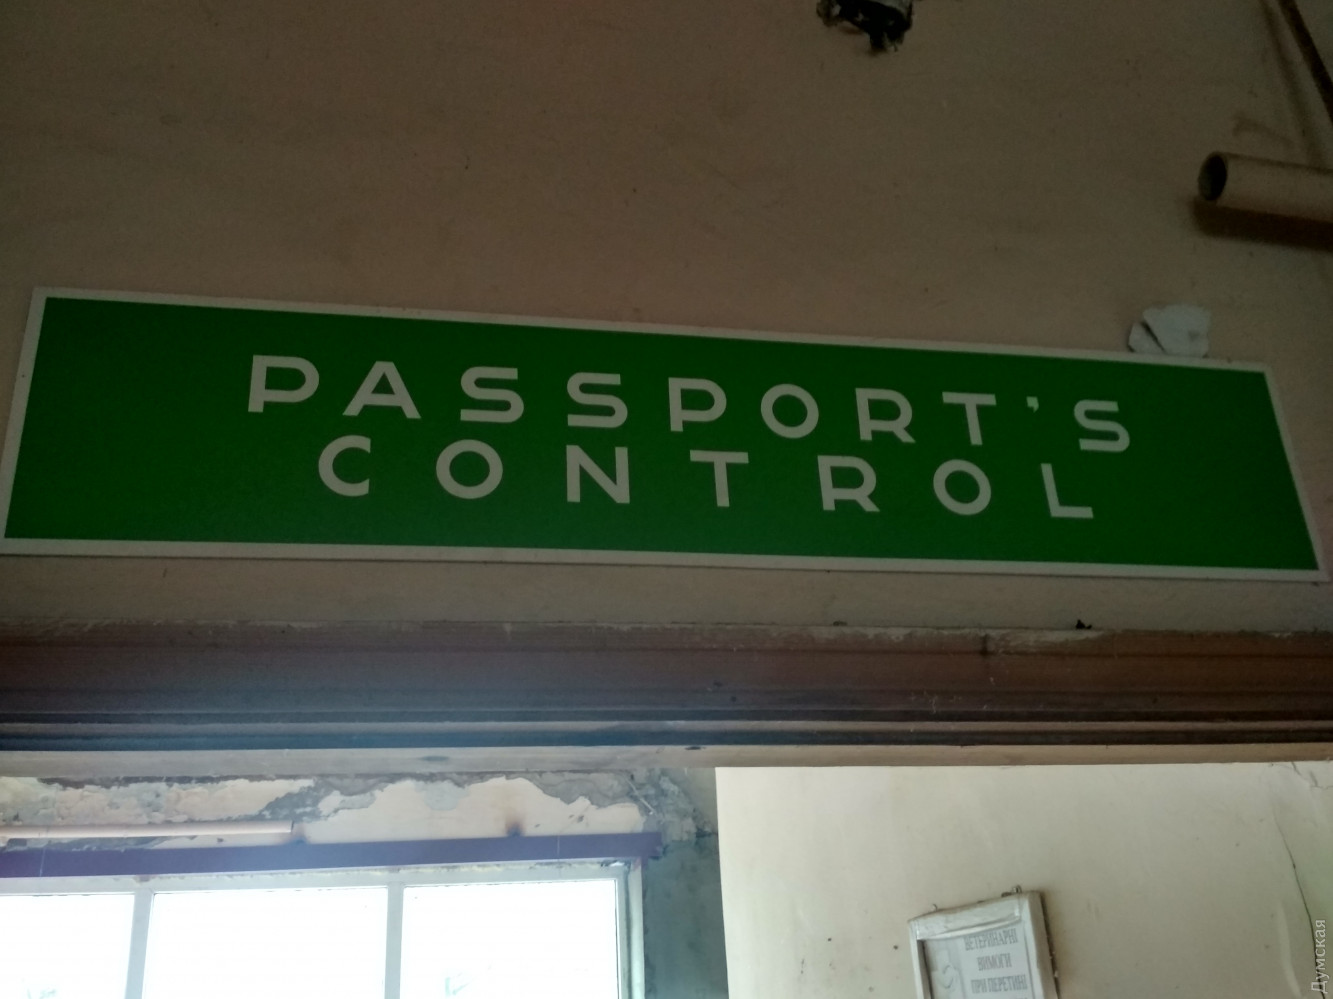 PASSPORT'S
CONTROL
ВЕТЕРИНАРНІ
ВИМОГИ
ПРИ ПЕРЕТИНІ
Думская